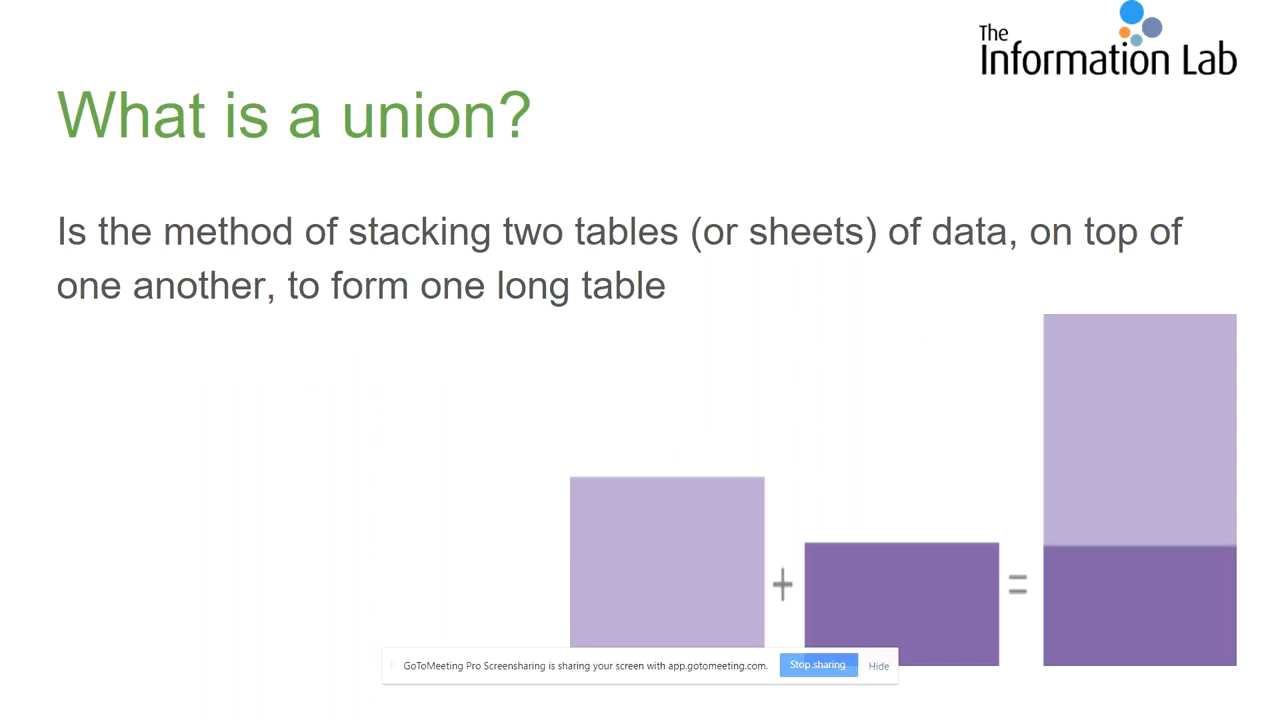 The
Information Lab
What is a union?
Is the method of stacking two tables (or sheets) of data, on top of
one another, to form one long table
+
=
GoToMeeting Pro Screensharing is sharing your screen with app.gotomeeting.com. Stop sharing Hide